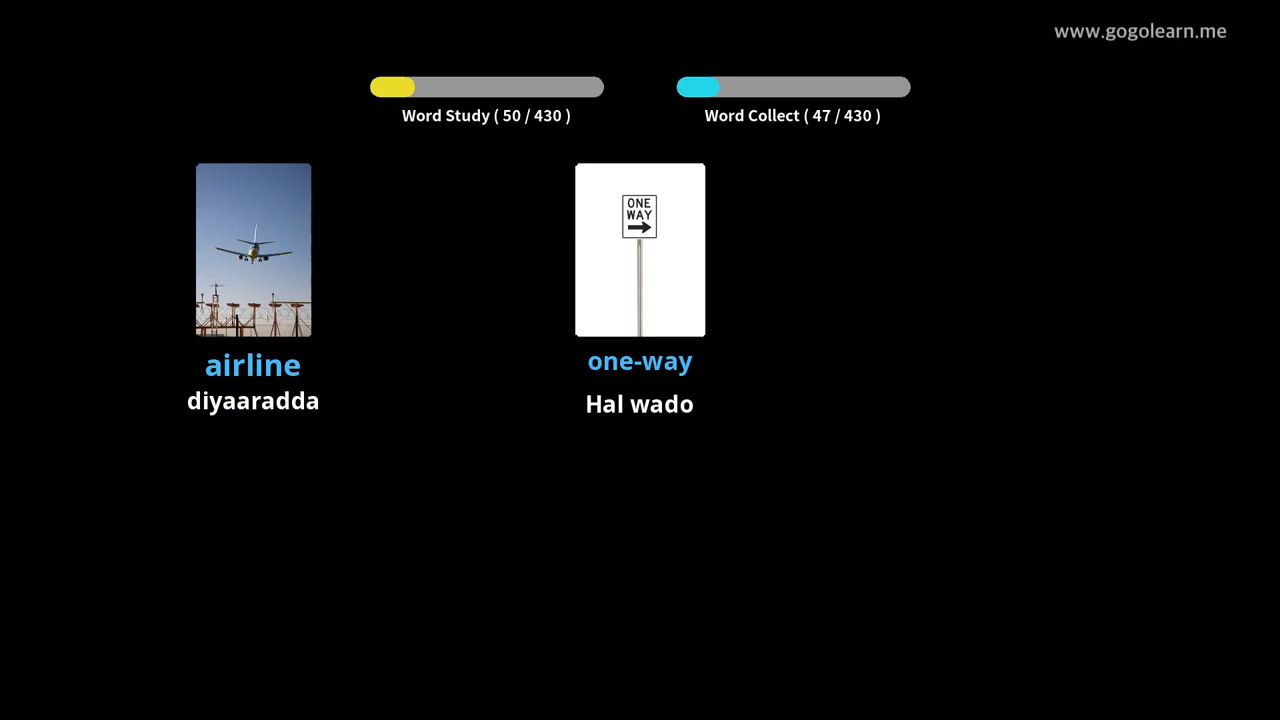 www.gogolearn.me
Word Study ( 50 / 430 )
Word Collect ( 47 / 430 )
ONE
WAY
airline
diyaaradda
one-way
Hal wado